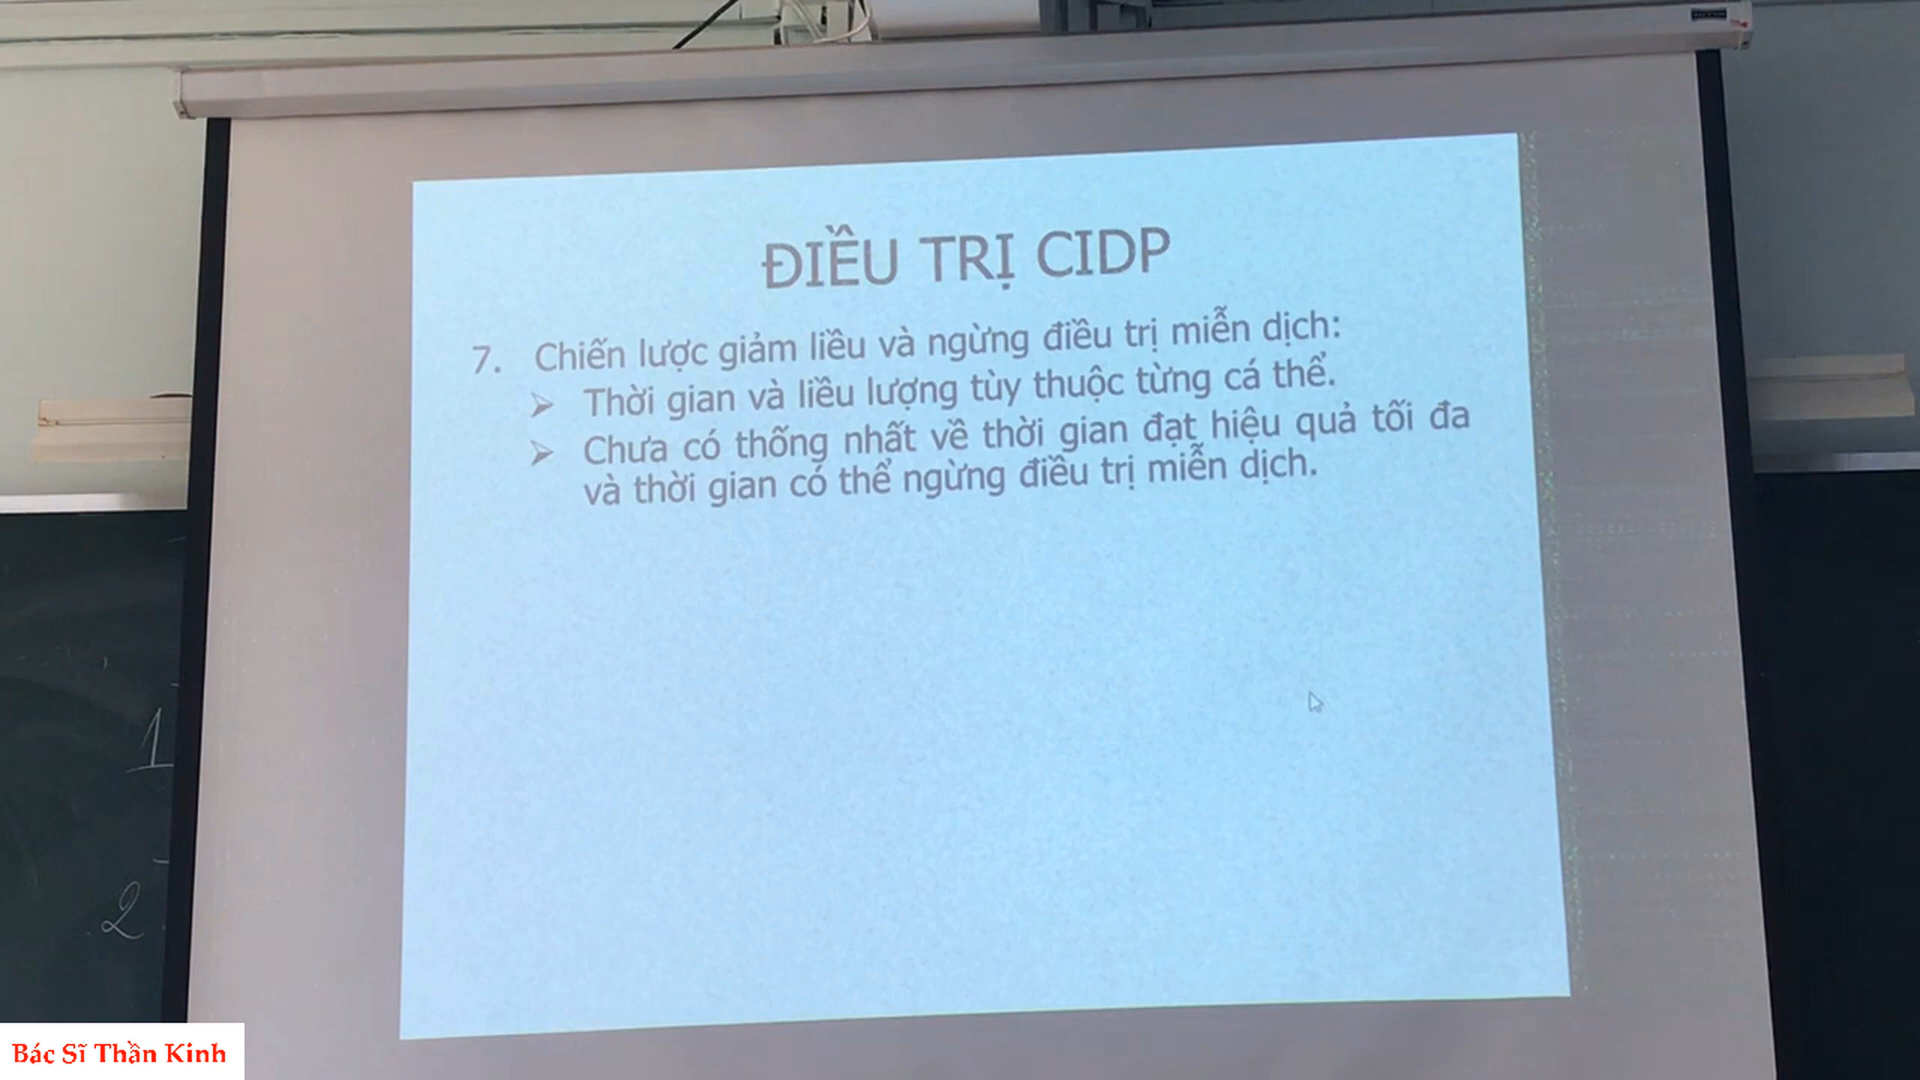 ĐIỀU TRỊ CIDP
7. Chiến lược giảm liều và ngừng điều trị miễn dịch:
➢ Thời gian và liều lượng tùy thuộc từng cá thể.
➢ Chưa có thống nhất về thời gian đạt hiệu quả tối đa
và thời gian có thể ngừng điều trị miễn dịch.
1
2
Bác Sĩ Thần Kinh